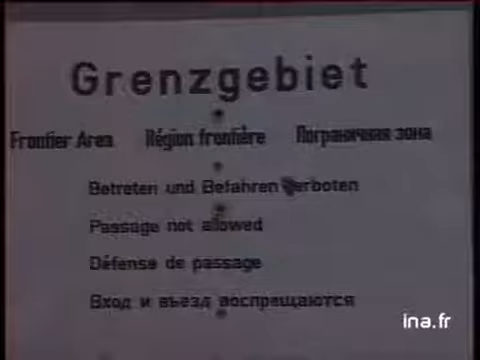 Grenzgebiet
Frontier Area Région frontière Пограничная зона
Betreten und Befahren verboten
Passage not allowed
Défense de passage
Вход и въезд воспрещаются
ina.fr